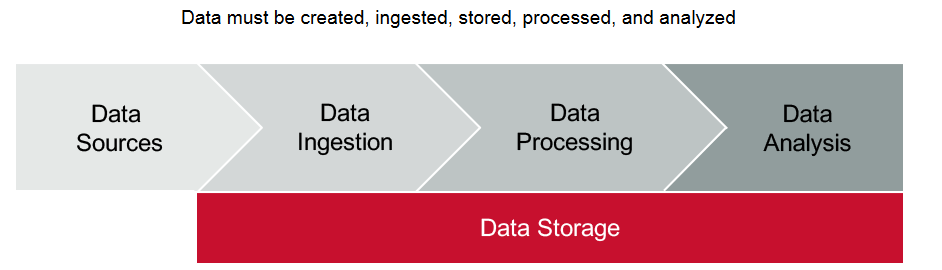 Data must be created, ingested, stored, processed, and analyzed
Data
Sources
Data
Ingestion
Data
Processing
Data
Analysis
Data Storage